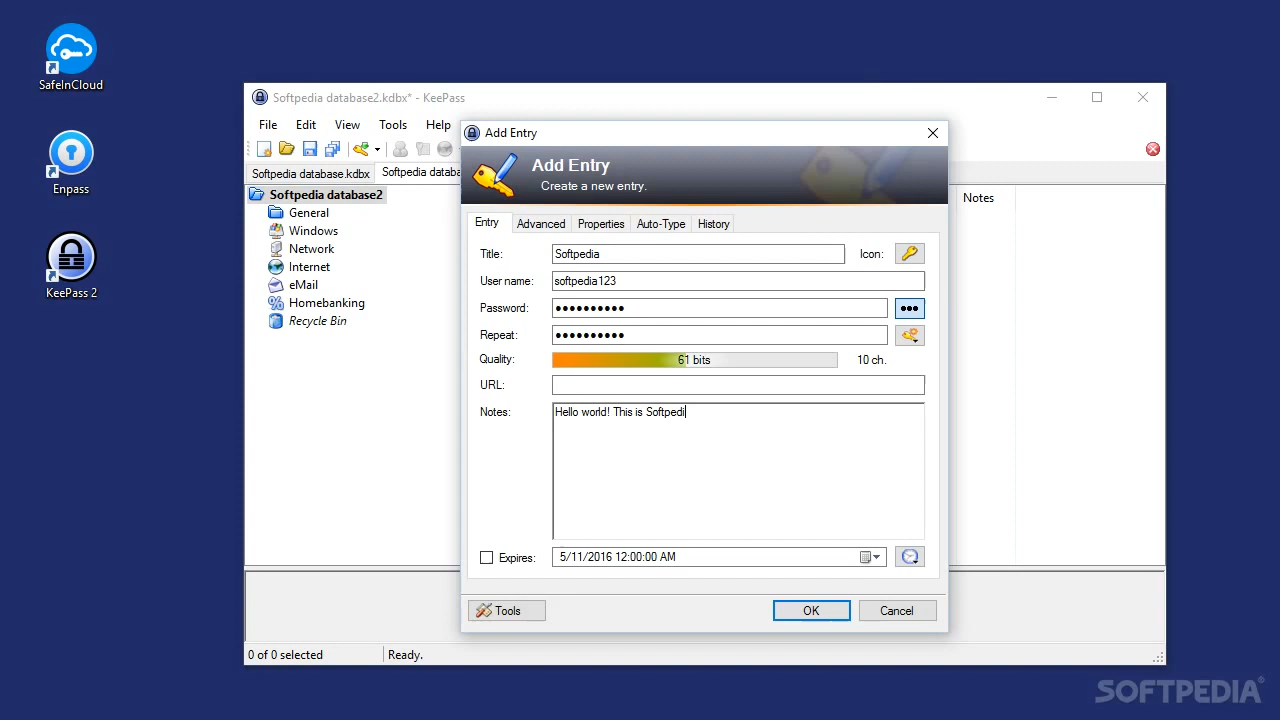 SafeInCloud
Enpass
KeePass 2
Softpedia database2.kdbx* - KeePass
File Edit View Tools Help
Softpedia database.kdbx Softpedia databa
Softpedia database2
General
Windows
Network
Internet
eMail
Homebanking
Recycle Bin
Notes
Add Entry
Add Entry
Create a new entry.
Entry Advanced Properties Auto-Type History
Title: Softpedia Icon:
User name: softpedia123
Password: ●●●●●●●●●● ●●●
Repeat: ●●●●●●●●●●
Quality: 61 bits 10 ch.
URL:
Notes: Hello world! This is Softpedi
Expires: 5/11/2016 12:00:00 AM
Tools OK Cancel
0 of 0 selected Ready.
SOFTPEDIA®